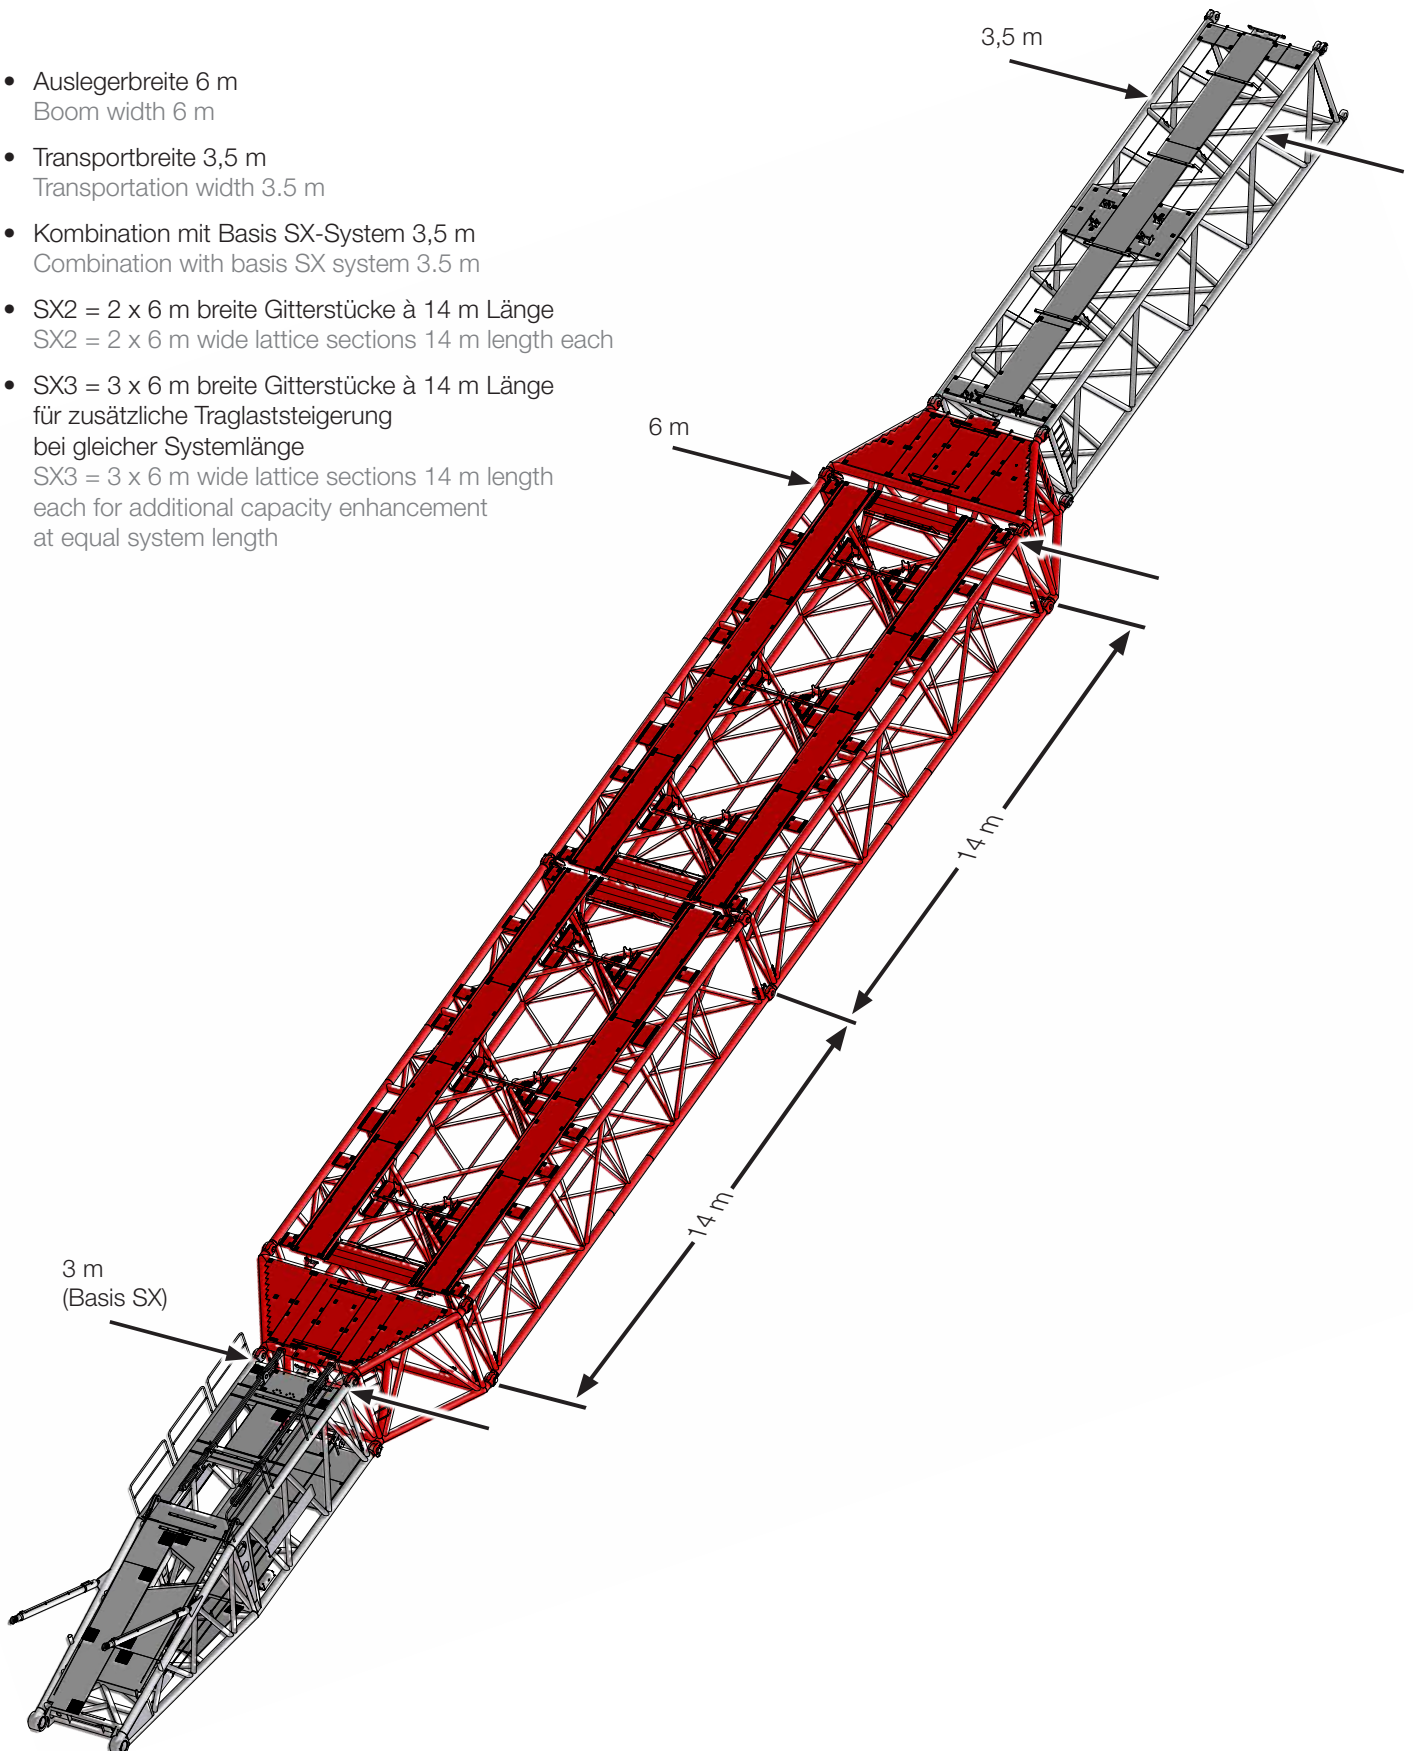 • Auslegerbreite 6 m
Boom width 6 m
• Transportbreite 3,5 m
Transportation width 3.5 m
• Kombination mit Basis SX-System 3,5 m
Combination with basis SX system 3.5 m
• SX2 = 2 x 6 m breite Gitterstücke à 14 m Länge
SX2 = 2 x 6 m wide lattice sections 14 m length each
• SX3 = 3 x 6 m breite Gitterstücke à 14 m Länge
für zusätzliche Traglaststeigerung
bei gleicher Systemlänge
SX3 = 3 x 6 m wide lattice sections 14 m length
each for additional capacity enhancement
at equal system length
3,5 m
6 m
14 m
14 m
3 m
(Basis SX)